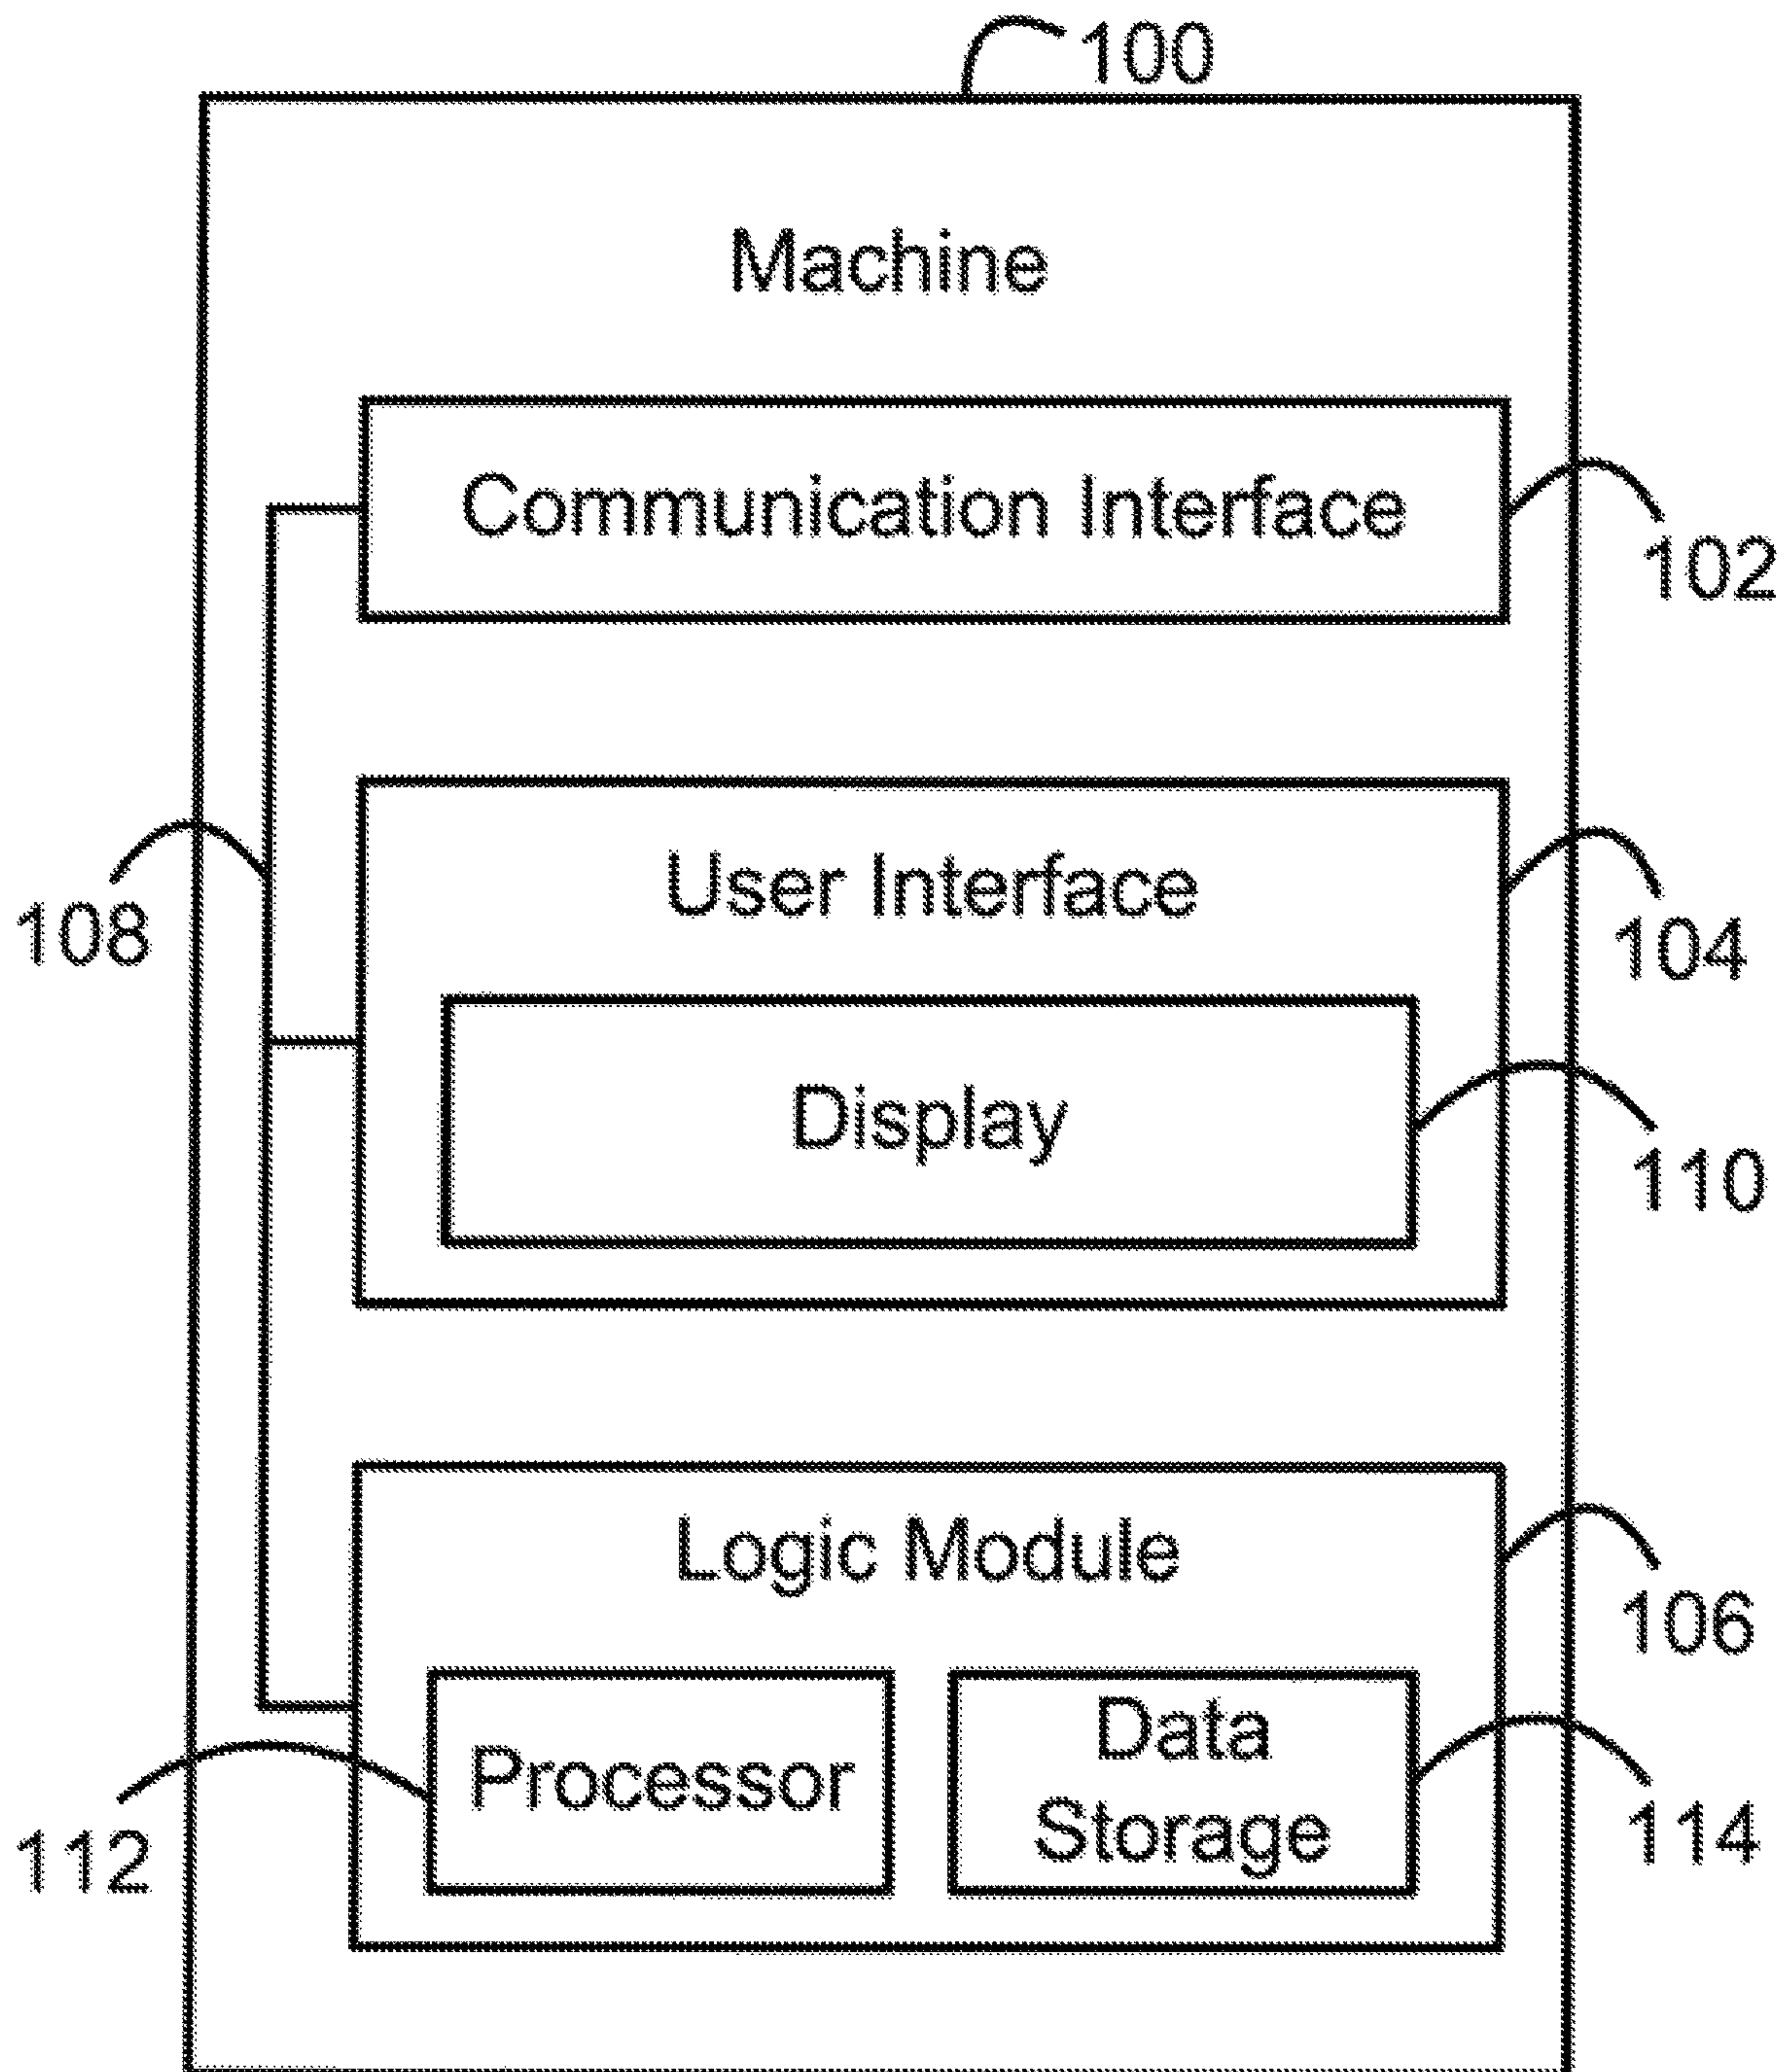 100
Machine
Communication Interface
102
User Interface
108
104
Display
110
Logic Module
106
Processor
Data
Storage
112
114